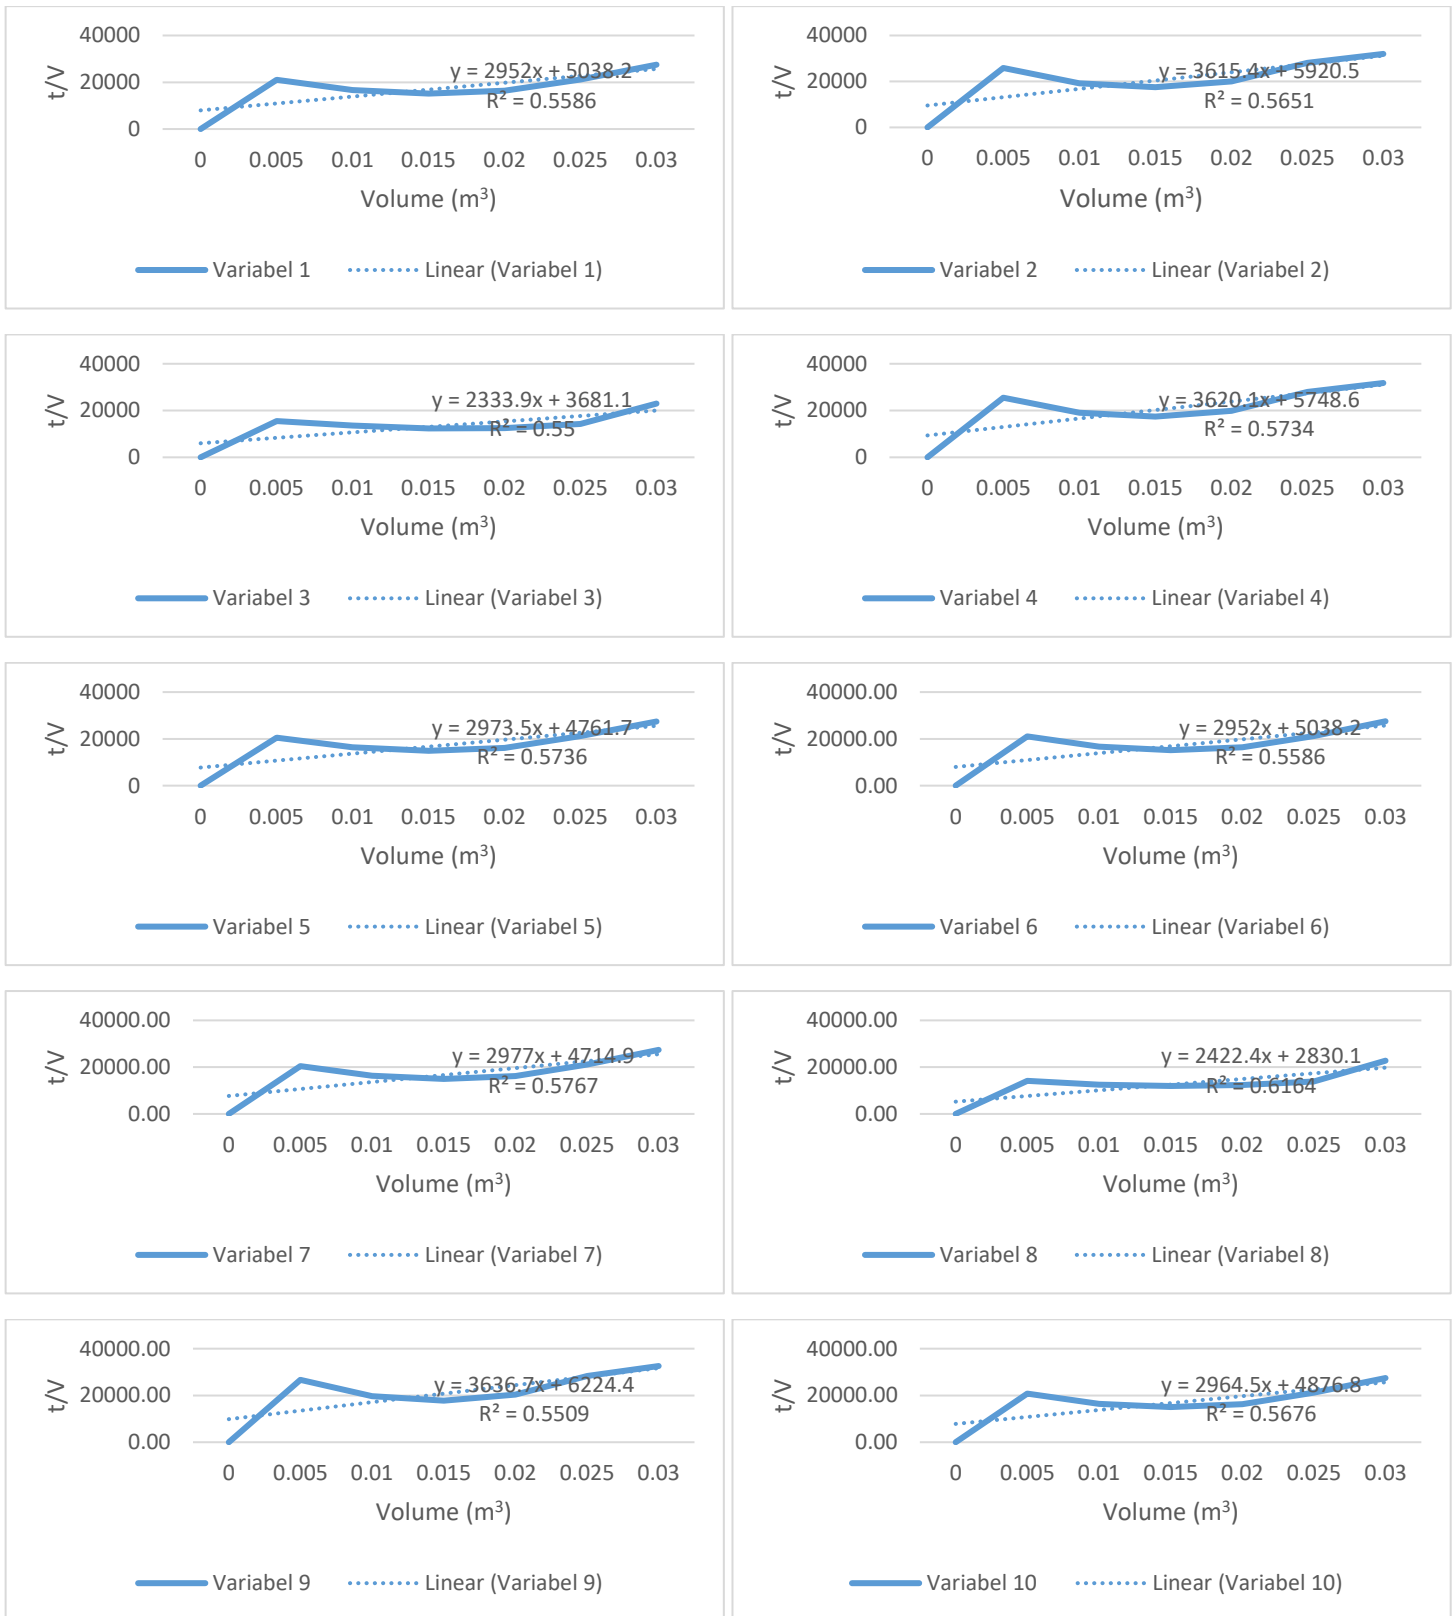 40000
20000
0
t/V
y = 2952x + 5038.2
R² = 0.5586
0 0.005 0.01 0.015 0.02 0.025 0.03
Volume (m³)
Variabel 1 Linear (Variabel 1)
40000
20000
0
t/V
y = 3615.4x + 5920.5
R² = 0.5651
0 0.005 0.01 0.015 0.02 0.025 0.03
Volume (m³)
Variabel 2 Linear (Variabel 2)
40000
20000
0
t/V
y = 2333.9x + 3681.1
R² = 0.55
0 0.005 0.01 0.015 0.02 0.025 0.03
Volume (m³)
Variabel 3 Linear (Variabel 3)
40000
20000
0
t/V
y = 3620.1x + 5748.6
R² = 0.5734
0 0.005 0.01 0.015 0.02 0.025 0.03
Volume (m³)
Variabel 4 Linear (Variabel 4)
40000
20000
0
t/V
y = 2973.5x + 4761.7
R² = 0.5736
0 0.005 0.01 0.015 0.02 0.025 0.03
Volume (m³)
Variabel 5 Linear (Variabel 5)
40000.00
20000.00
0.00
t/V
y = 2952x + 5038.2
R² = 0.5586
0 0.005 0.01 0.015 0.02 0.025 0.03
Volume (m³)
Variabel 6 Linear (Variabel 6)
40000.00
20000.00
0.00
t/V
y = 2977x + 4714.9
R² = 0.5767
0 0.005 0.01 0.015 0.02 0.025 0.03
Volume (m³)
Variabel 7 Linear (Variabel 7)
40000.00
20000.00
0.00
t/V
y = 2422.4x + 2830.1
R² = 0.6164
0 0.005 0.01 0.015 0.02 0.025 0.03
Volume (m³)
Variabel 8 Linear (Variabel 8)
40000.00
20000.00
0.00
t/V
y = 3636.7x + 6224.4
R² = 0.5509
0 0.005 0.01 0.015 0.02 0.025 0.03
Volume (m³)
Variabel 9 Linear (Variabel 9)
40000.00
20000.00
0.00
t/V
y = 2964.5x + 4876.8
R² = 0.5676
0 0.005 0.01 0.015 0.02 0.025 0.03
Volume (m³)
Variabel 10 Linear (Variabel 10)